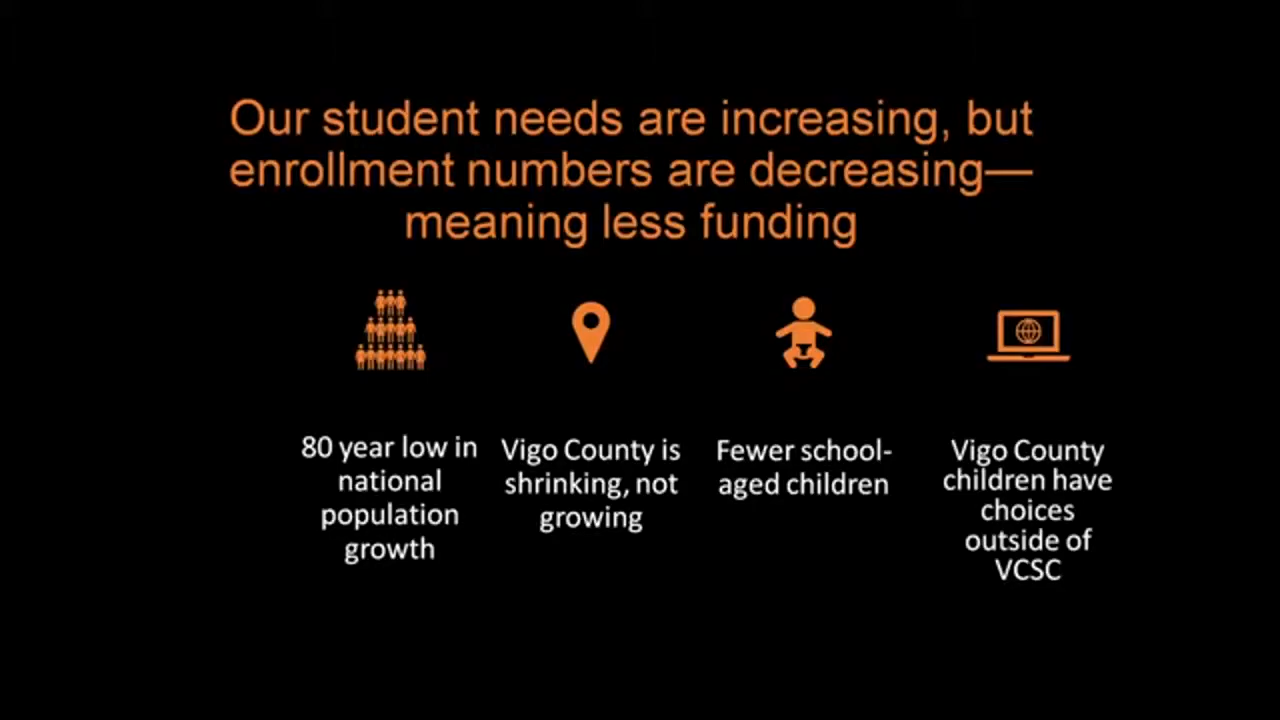 Our student needs are increasing, but
enrollment numbers are decreasing—
meaning less funding
80 year low in
national
population
growth
Vigo County is
shrinking, not
growing
Fewer school-
aged children
Vigo County
children have
choices
outside of
VCSC